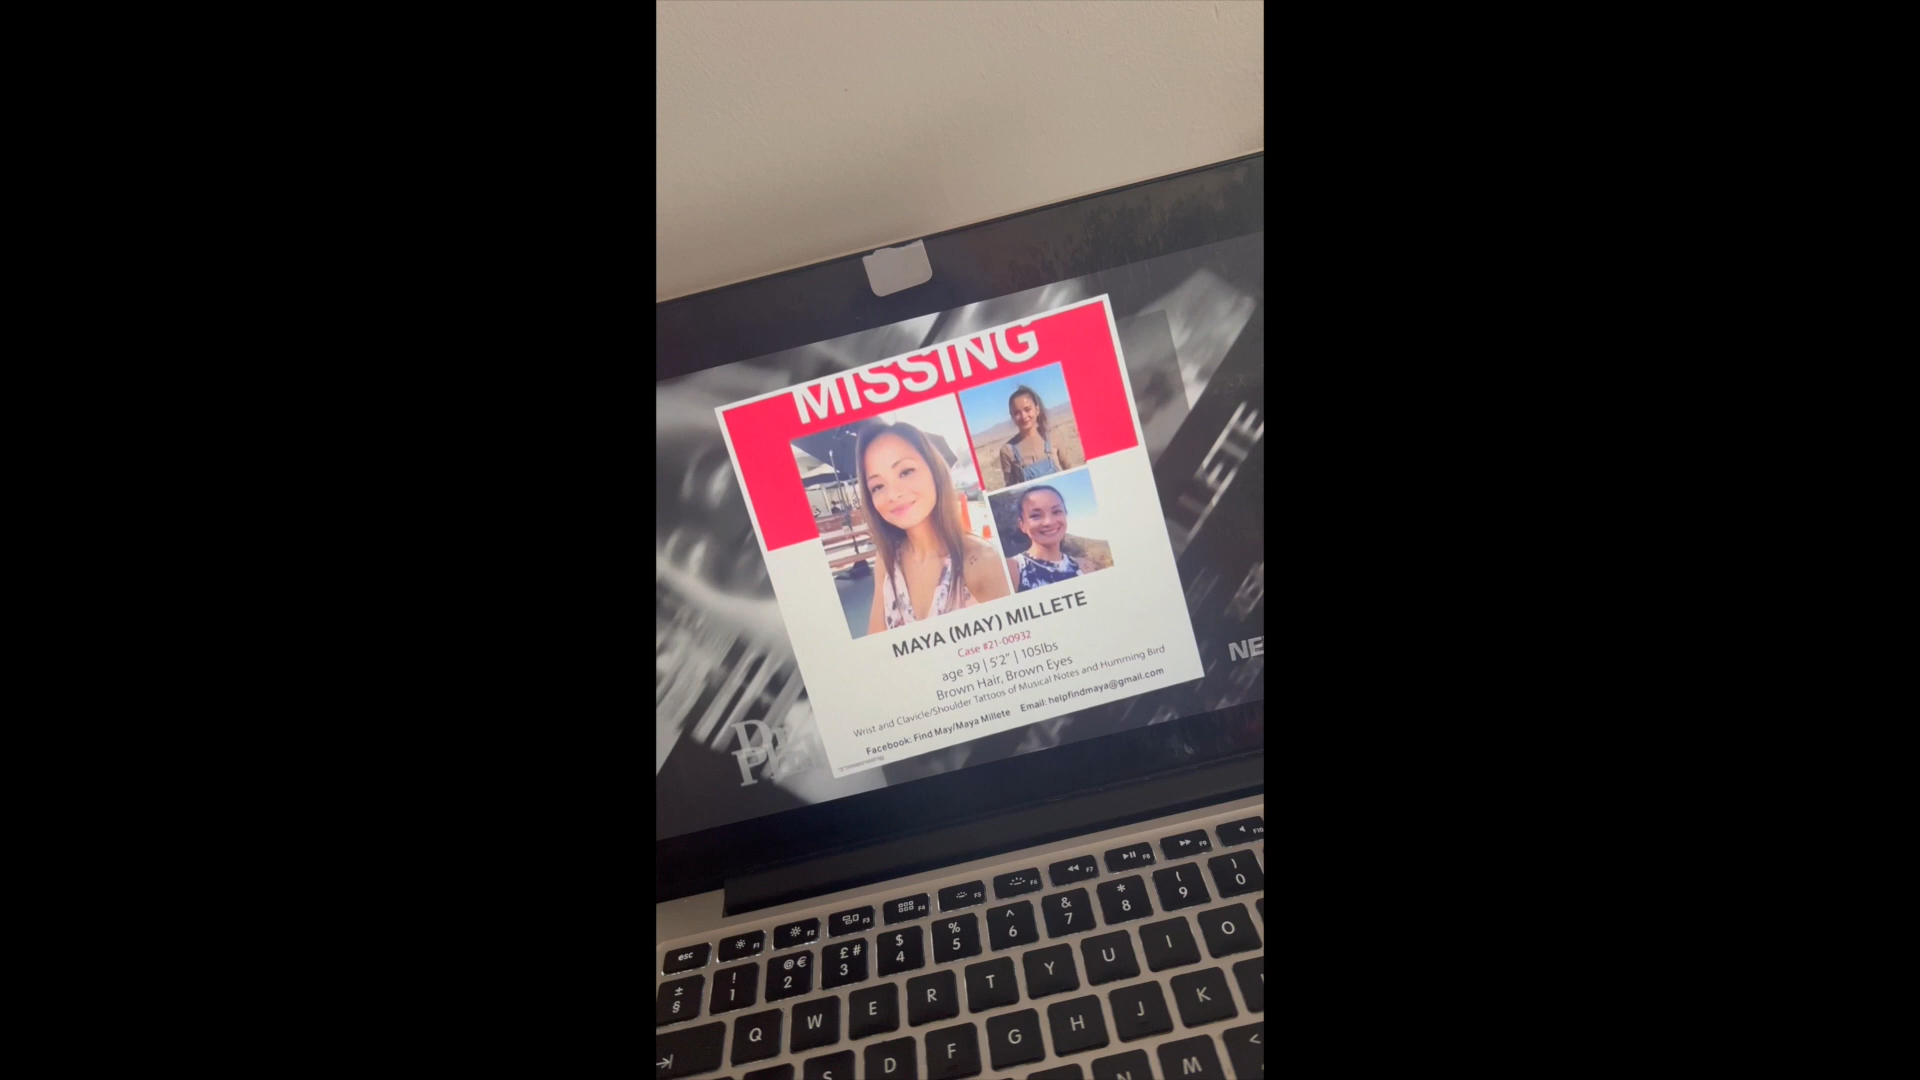 MISSING
MAYA (MAY) MILLETE
Case #21-00932
age 39 | 5'2" | 105lbs
Brown Hair, Brown Eyes
Wrist and Clavicle/Shoulder Tattoos of Musical Notes and Humming Bird
Facebook: Find May/Maya Millete Email: helpfindmaya@gmail.com
NE
esc F1 F2 F3 F4 F5 F6 F7 F8 F9 F10
± § ! 1 @ € 2 £ # 3 $ 4 % 5 ^ 6 & 7 * 8 ( 9 ) 0
Q W E R T Y U I O
S D F G H J K
N M <